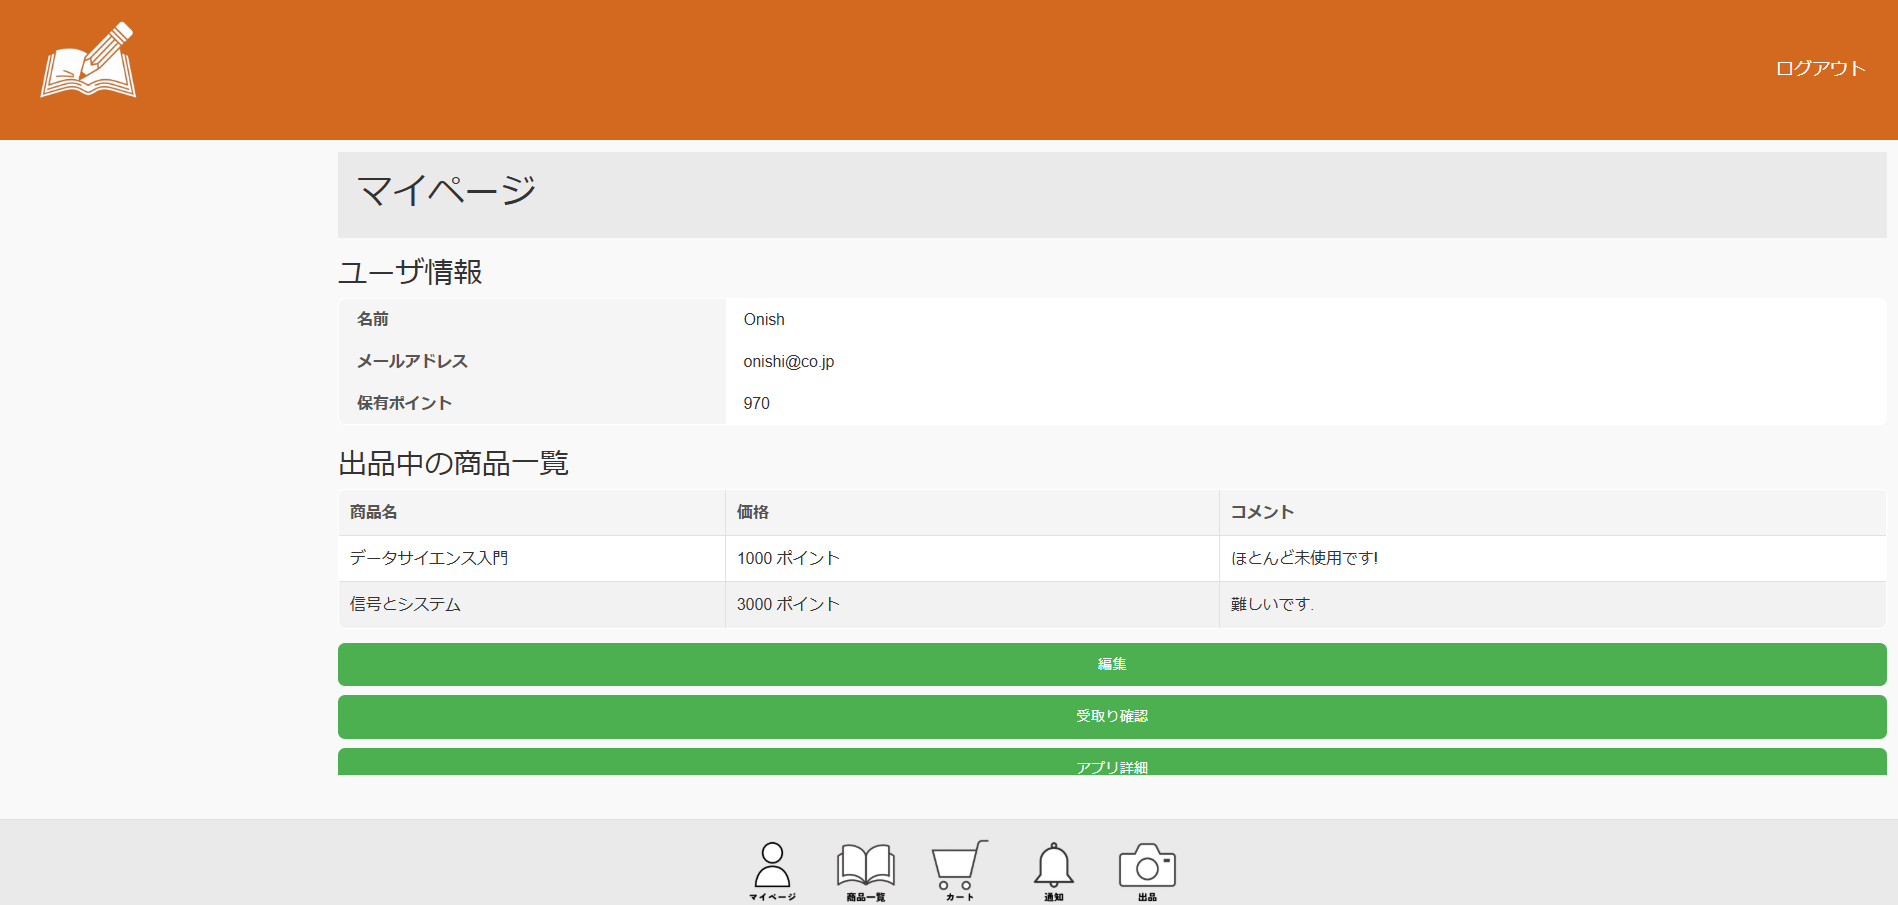 ログアウト
マイページ
ユーザ情報
名前 Onish
メールアドレス onishi@co.jp
保有ポイント 970
出品中の商品一覧
商品名 価格 コメント
データサイエンス入門 1000 ポイント ほとんど未使用です!
信号とシステム 3000 ポイント 難しいです.
編集
受取り確認
アプリ詳細
マイページ 商品一覧 カート 通知 出品